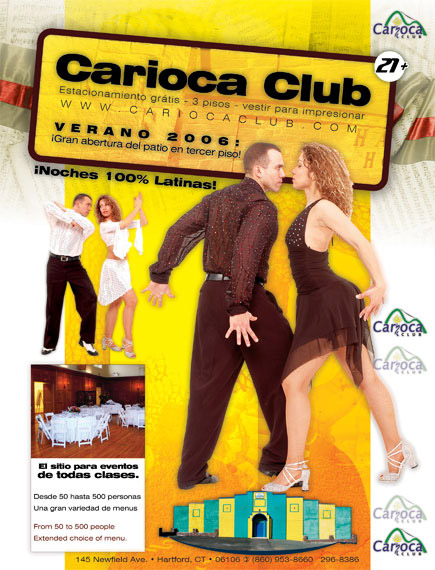 Carioca
CLUB
Carioca Club
21+
Estacionamiento grátis - 3 pisos - vestir para impresionar
WWW.CARIOCACLUB.COM
VERANO 2006:
¡Gran abertura del patio en tercer piso!
H
H
¡Noches 100% Latinas!
Carioca
CLUB
Carioca
CLUB
El sitio para eventos
de todas clases.
Desde 50 hasta 500 personas
Una gran variedad de menus
From 50 to 500 people
Extended choice of menu.
Carioca
CLUB
Carioca
CLUB
145 Newfield Ave. • Hartford, CT • 06106 (860) 953-8660 296-8386